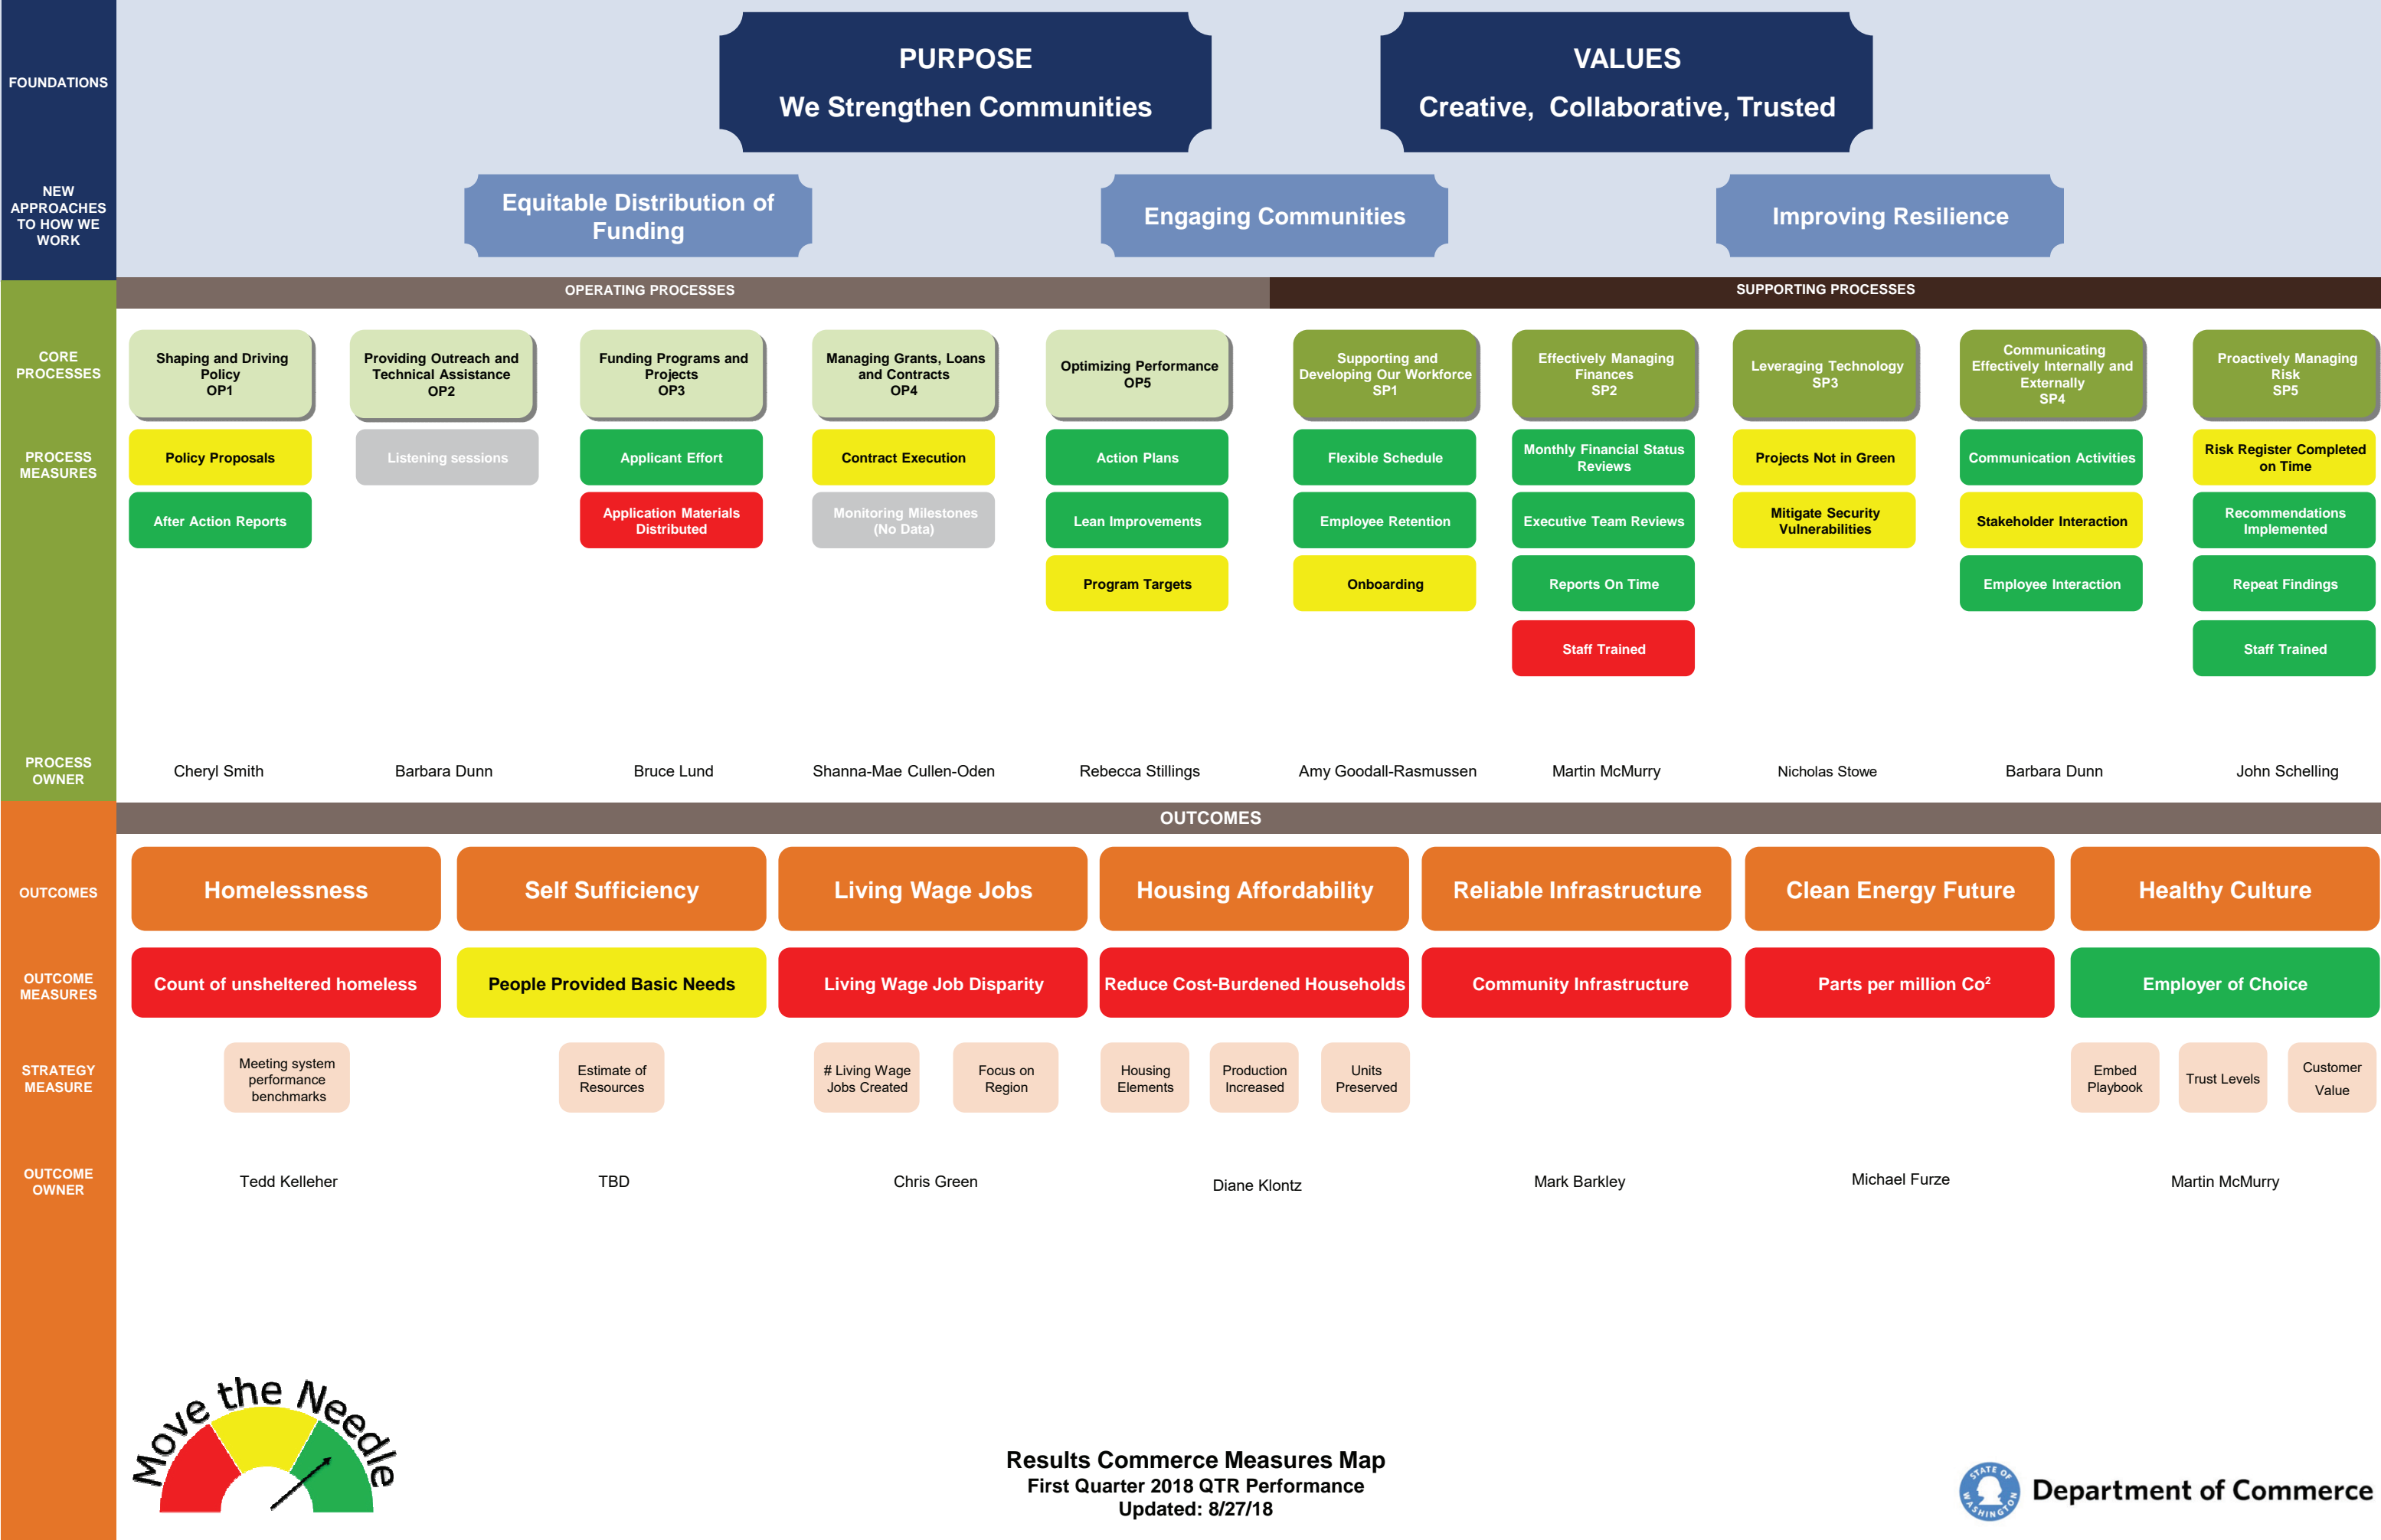 FOUNDATIONS
PURPOSE
We Strengthen Communities
VALUES
Creative,  Collaborative, Trusted
NEW
APPROACHES
TO HOW WE
WORK
Equitable Distribution of
Funding
Engaging Communities
Improving Resilience
OPERATING PROCESSES
SUPPORTING PROCESSES
CORE
PROCESSES
Shaping and Driving
Policy
OP1
Providing Outreach and
Technical Assistance
OP2
Funding Programs and
Projects
OP3
Managing Grants, Loans
and Contracts
OP4
Optimizing Performance
OP5
Supporting and
Developing Our Workforce
SP1
Effectively Managing
Finances
SP2
Leveraging Technology
SP3
Communicating
Effectively Internally and
Externally
SP4
Proactively Managing
Risk
SP5
PROCESS
MEASURES
Policy Proposals
Listening sessions
Applicant Effort
Contract Execution
Action Plans
Flexible Schedule
Monthly Financial Status
Reviews
Projects Not in Green
Communication Activities
Risk Register Completed
on Time
After Action Reports
Application Materials
Distributed
Monitoring Milestones
(No Data)
Lean Improvements
Employee Retention
Executive Team Reviews
Mitigate Security
Vulnerabilities
Stakeholder Interaction
Recommendations
Implemented
Program Targets
Onboarding
Reports On Time
Employee Interaction
Repeat Findings
Staff Trained
Staff Trained
PROCESS
OWNER
Cheryl Smith
Barbara Dunn
Bruce Lund
Shanna-Mae Cullen-Oden
Rebecca Stillings
Amy Goodall-Rasmussen
Martin McMurry
Nicholas Stowe
Barbara Dunn
John Schelling
OUTCOMES
OUTCOMES
Homelessness
Self Sufficiency
Living Wage Jobs
Housing Affordability
Reliable Infrastructure
Clean Energy Future
Healthy Culture
OUTCOME
MEASURES
Count of unsheltered homeless
People Provided Basic Needs
Living Wage Job Disparity
Reduce Cost-Burdened Households
Community Infrastructure
Parts per million Co²
Employer of Choice
STRATEGY
MEASURE
Meeting system
performance
benchmarks
Estimate of
Resources
# Living Wage
Jobs Created
Focus on
Region
Housing
Elements
Production
Increased
Units
Preserved
Embed
Playbook
Trust Levels
Customer
Value
OUTCOME
OWNER
Tedd Kelleher
TBD
Chris Green
Diane Klontz
Mark Barkley
Michael Furze
Martin McMurry
Move the Needle
Results Commerce Measures Map
First Quarter 2018 QTR Performance
Updated: 8/27/18
STATE OF
WASHINGTON
Department of Commerce